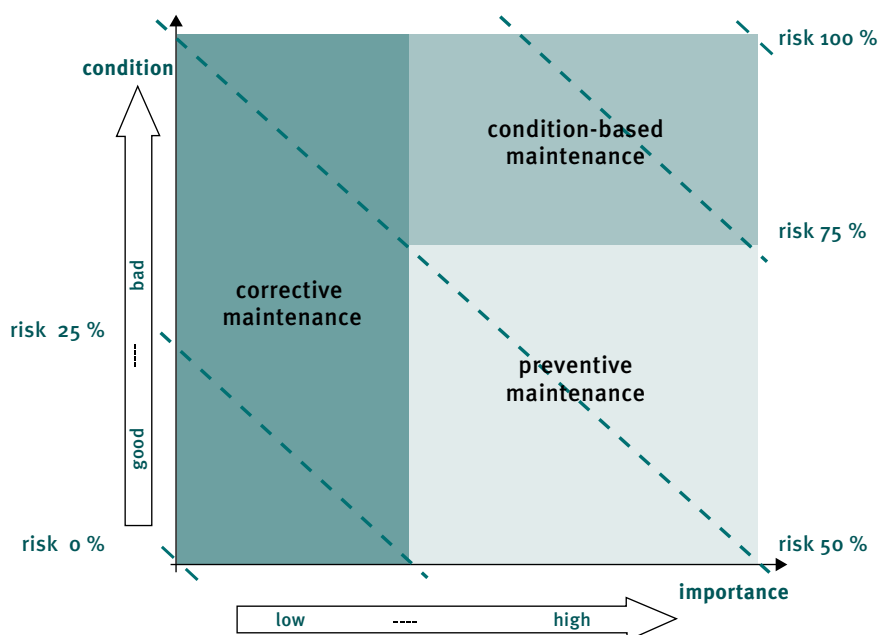 risk 100 %
condition
condition-based
maintenance
risk 75 %
bad
corrective
maintenance
risk 25 %
----
preventive
maintenance
good
risk 0 %
risk 50 %
importance
low ---- high